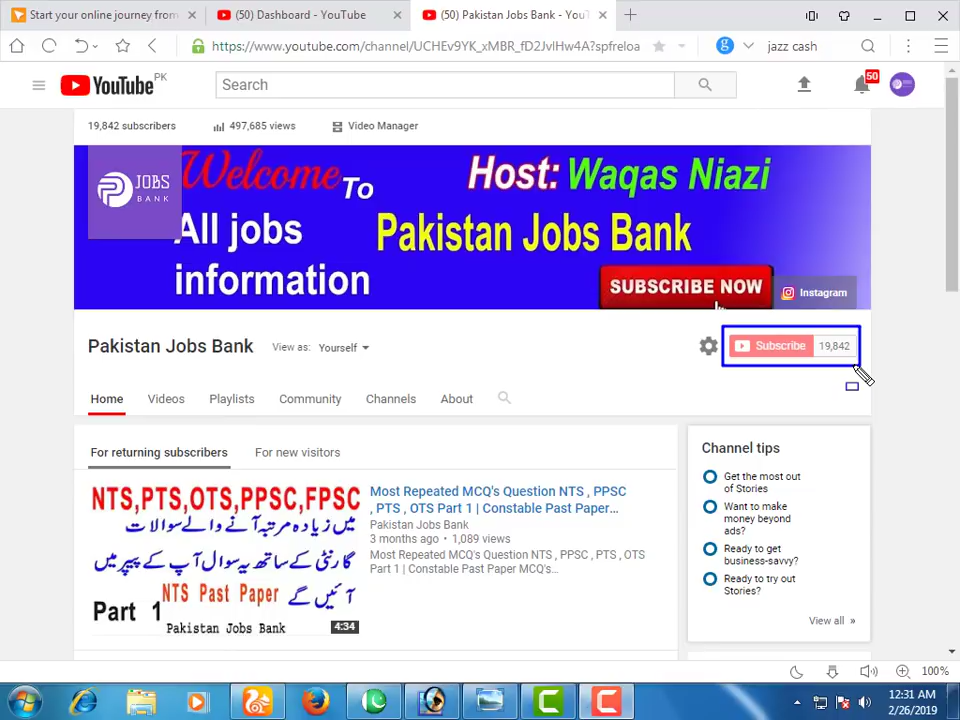 Start your online journey from
(50) Dashboard - YouTube
(50) Pakistan Jobs Bank - You
https://www.youtube.com/channel/UCHEv9YK_xMBR_fD2JvlHw4A?spfreloa
jazz cash
YouTube PK
Search
50
19,842 subscribers
497,685 views
Video Manager
JOBS
BANK
Welcome To
Host: Waqas Niazi
All jobs
information
Pakistan Jobs Bank
SUBSCRIBE NOW
Instagram
Pakistan Jobs Bank
View as: Yourself
Subscribe 19,842
Home Videos Playlists Community Channels About
For returning subscribers For new visitors
NTS,PTS,OTS,PPSC,FPSC
میں زیادہ مرتبہ آنے والے سوالات
گارنٹی کے ساتھ یہ سوال آپ کے پیپر میں
NTS Past Paper آئیں گے
Part 1
Pakistan Jobs Bank
4:34
Most Repeated MCQ's Question NTS , PPSC
, PTS , OTS Part 1 | Constable Past Paper...
Pakistan Jobs Bank
3 months ago • 1,089 views
Most Repeated MCQ's Question NTS , PPSC , PTS , OTS
Part 1 | Constable Past Paper MCQ's...
Channel tips
Get the most out
of Stories
Want to make
money beyond
ads?
Ready to get
business-savvy?
Ready to try out
Stories?
View all »
100%
12:31 AM
2/26/2019